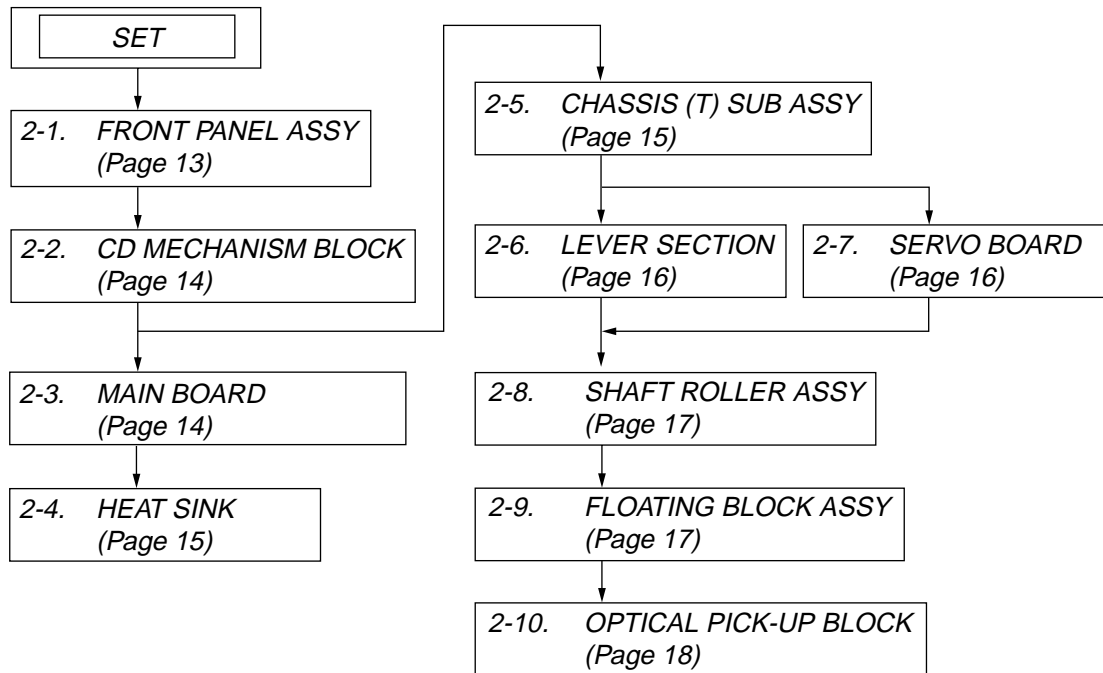 SET
2-1. FRONT PANEL ASSY
(Page 13)
2-2. CD MECHANISM BLOCK
(Page 14)
2-3. MAIN BOARD
(Page 14)
2-4. HEAT SINK
(Page 15)
2-5. CHASSIS (T) SUB ASSY
(Page 15)
2-6. LEVER SECTION
(Page 16)
2-7. SERVO BOARD
(Page 16)
2-8. SHAFT ROLLER ASSY
(Page 17)
2-9. FLOATING BLOCK ASSY
(Page 17)
2-10. OPTICAL PICK-UP BLOCK
(Page 18)